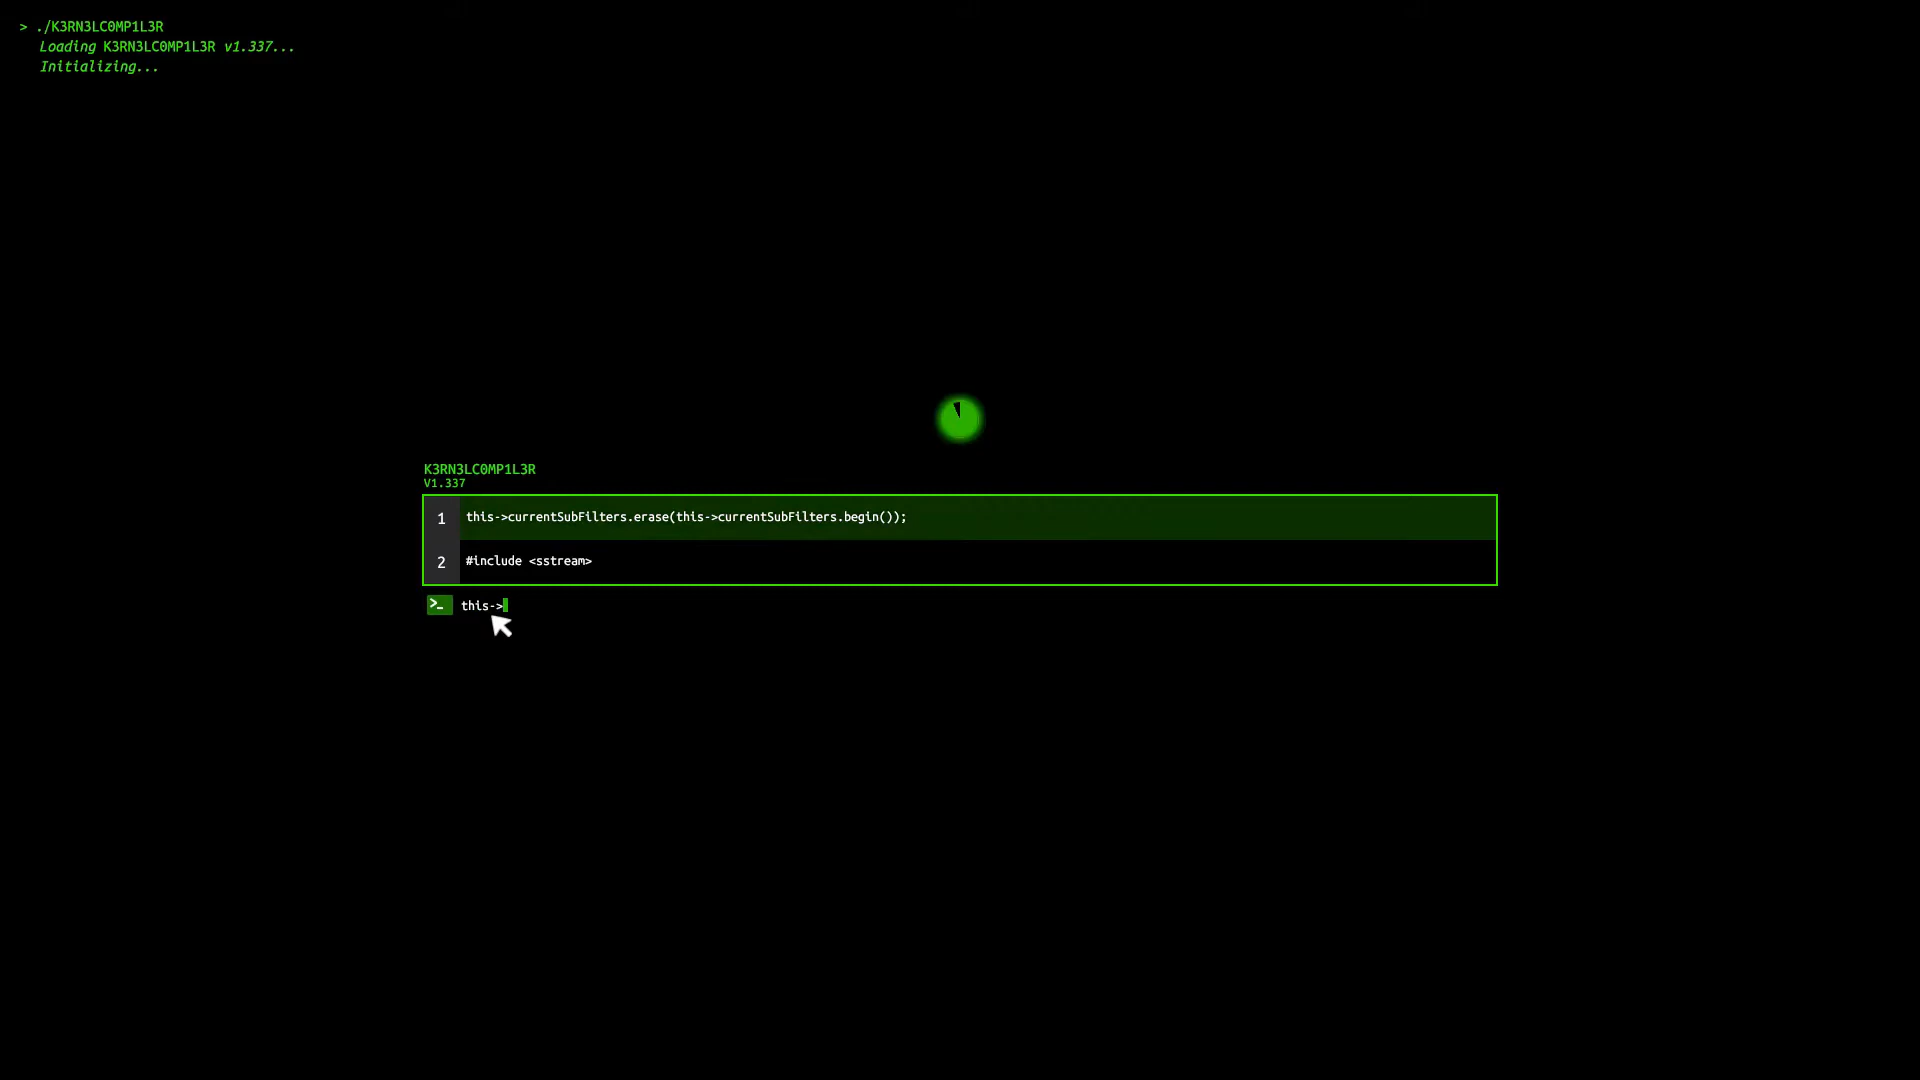 > ./K3RN3LC0MP1L3R
Loading K3RN3LC0MP1L3R v1.337...
Initializing...
K3RN3LC0MP1L3R
V1.337
1 this->currentSubFilters.erase(this->currentSubFilters.begin());
2 #include <sstream>
>_ this->